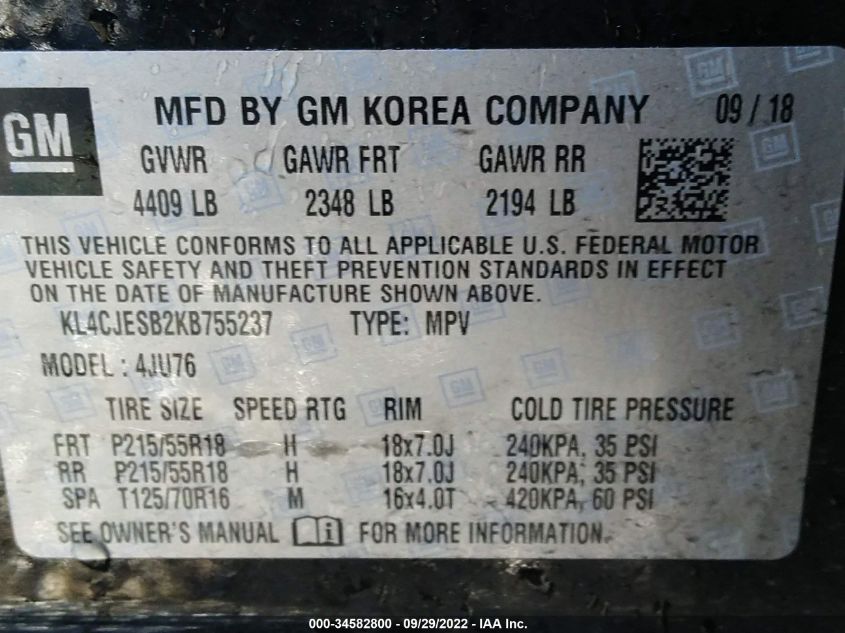 GM
MFD BY GM KOREA COMPANY 09/18
GVWR GAWR FRT GAWR RR
4409 LB 2348 LB 2194 LB
THIS VEHICLE CONFORMS TO ALL APPLICABLE U.S. FEDERAL MOTOR
VEHICLE SAFETY AND THEFT PREVENTION STANDARDS IN EFFECT
ON THE DATE OF MANUFACTURE SHOWN ABOVE.
KL4CJESB2KB755237 TYPE: MPV
MODEL: 4JU76
TIRE SIZE SPEED RTG RIM COLD TIRE PRESSURE
FRT P215/55R18 H 18x7.0J 240KPA, 35 PSI
RR P215/55R18 H 18x7.0J 240KPA, 35 PSI
SPA T125/70R16 M 16x4.0T 420KPA, 60 PSI
SEE OWNER'S MANUAL i FOR MORE INFORMATION.
000-34582800 - 09/29/2022 - IAA Inc.